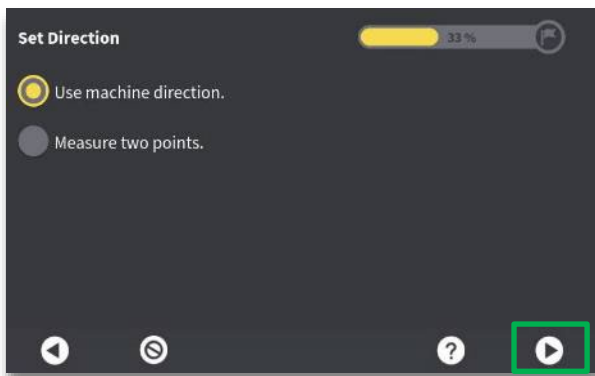 Set Direction
33 %
Use machine direction.
Measure two points.
?